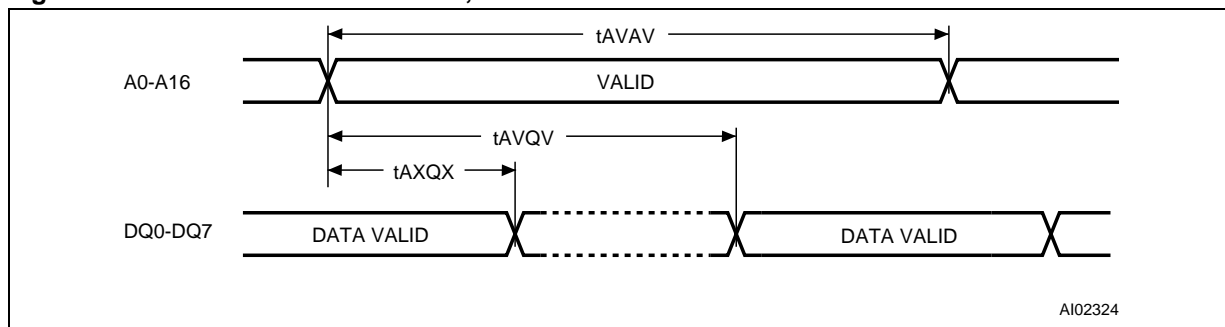 tAVAV
A0-A16
VALID
tAVQV
tAXQX
DQ0-DQ7
DATA VALID
DATA VALID
AI02324